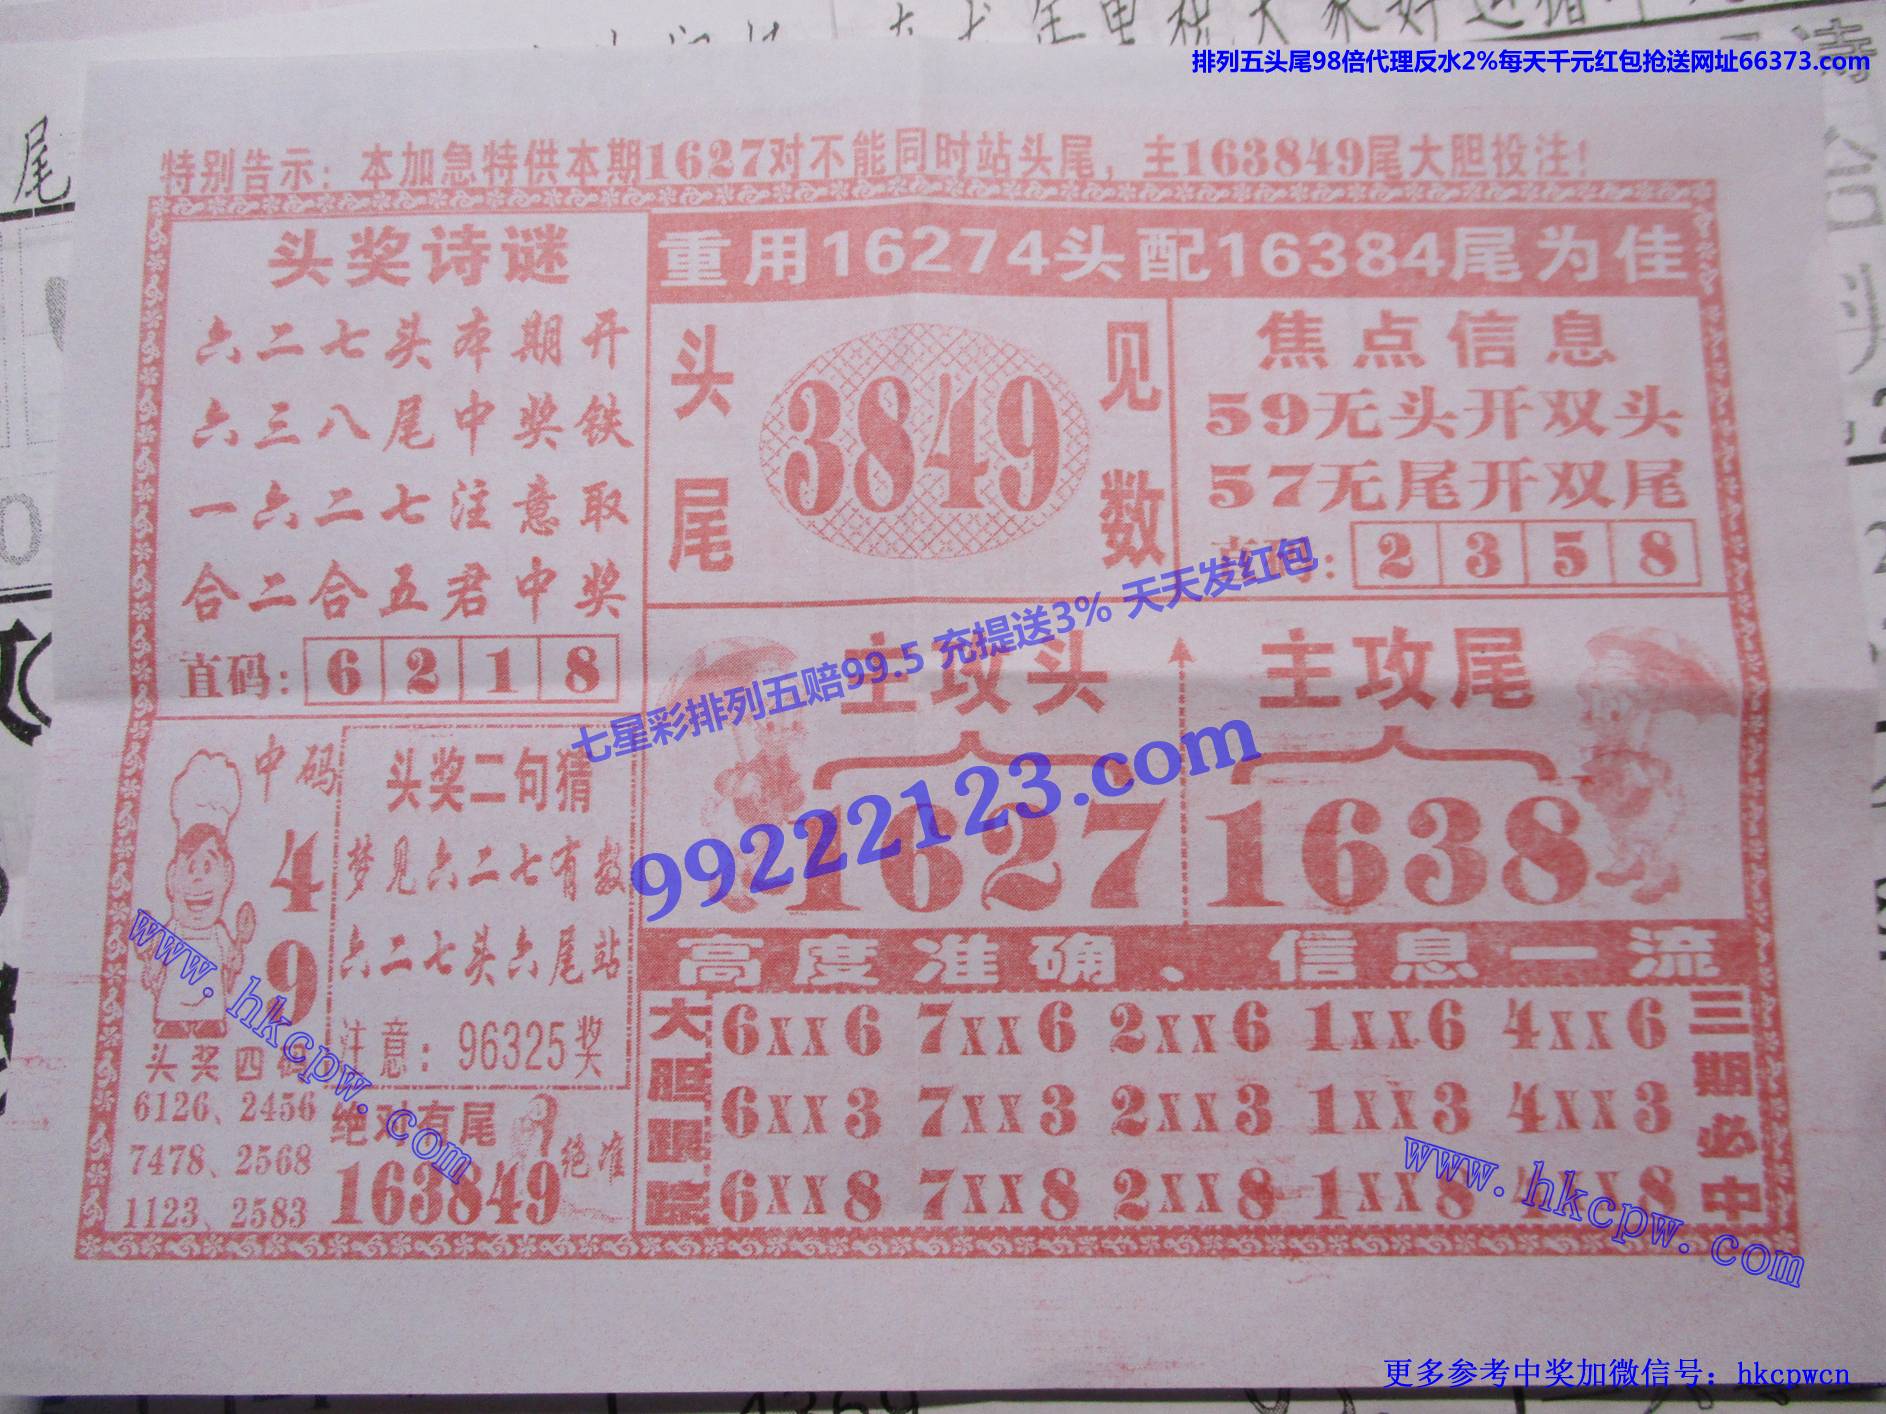 排列五头尾98倍代理反水2%每天千元红包抢送网址66373.com
尾
特别告示：本加急特供本期1627对不能同时站头尾，主163849尾大胆投注！
头奖诗谜
六二七头本期开
六三八尾中奖铁
一六二七注意取
合二合五君中奖
直码：6 2 1 8
重用16274头配16384尾为佳
头尾
3849
见数
焦点信息
59无头开双头
57无尾开双尾
直码：2 3 5 8
七星彩排列五赔99.5 充提送3% 天天发红包
99222123.com
主攻头
1627
主攻尾
1638
中码
4
9
头奖四码
6126、2456
7478、2568
1123、2583
头奖二句猜
梦见六二七有数
六二七头六尾站
注意：96325奖
绝对有尾
163849
绝准
高度准确、信息一流
大胆跟踪
6XX6 7XX6 2XX6 1XX6 4XX6
6XX3 7XX3 2XX3 1XX3 4XX3
6XX8 7XX8 2XX8 1XX8 4XX8
三期必中
www.hkcpw.com
www.hkcpw.com
更多参考中奖加微信号：hkcpwcn